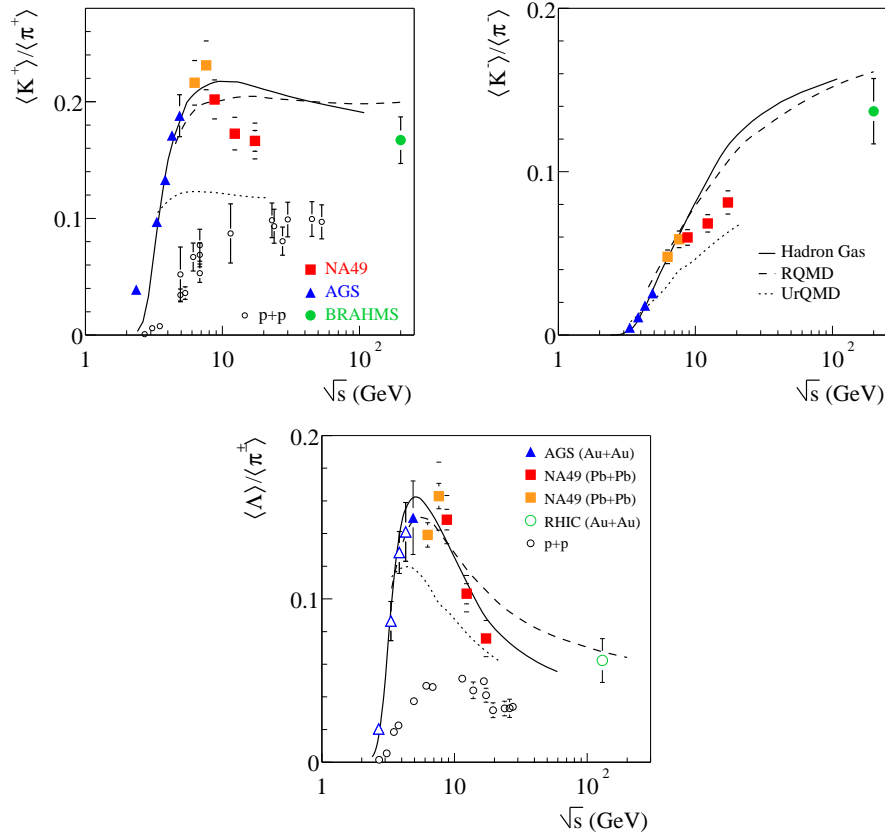 ⟨K⁺⟩/⟨π⁺⟩
0.2
0.1
0
1
10
10²
√s (GeV)
NA49
AGS
p+p
BRAHMS
⟨K⁻⟩/⟨π⁻⟩
0.2
0.1
0
1
10
10²
√s (GeV)
Hadron Gas
RQMD
UrQMD
⟨Λ⟩/⟨π±⟩
0.2
0.1
0
1
10
10²
√s (GeV)
AGS (Au+Au)
NA49 (Pb+Pb)
NA49 (Pb+Pb)
RHIC (Au+Au)
p+p